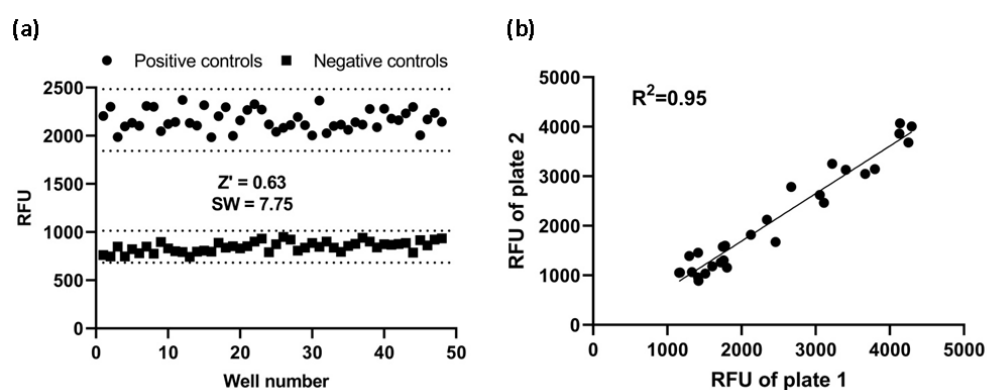 (a)
Positive controls Negative controls
2500
2000
1500
1000
500
0
RFU
Z' = 0.63
SW = 7.75
0 10 20 30 40 50
Well number
(b)
5000
4000
3000
2000
1000
0
RFU of plate 2
R²=0.95
0 1000 2000 3000 4000 5000
RFU of plate 1